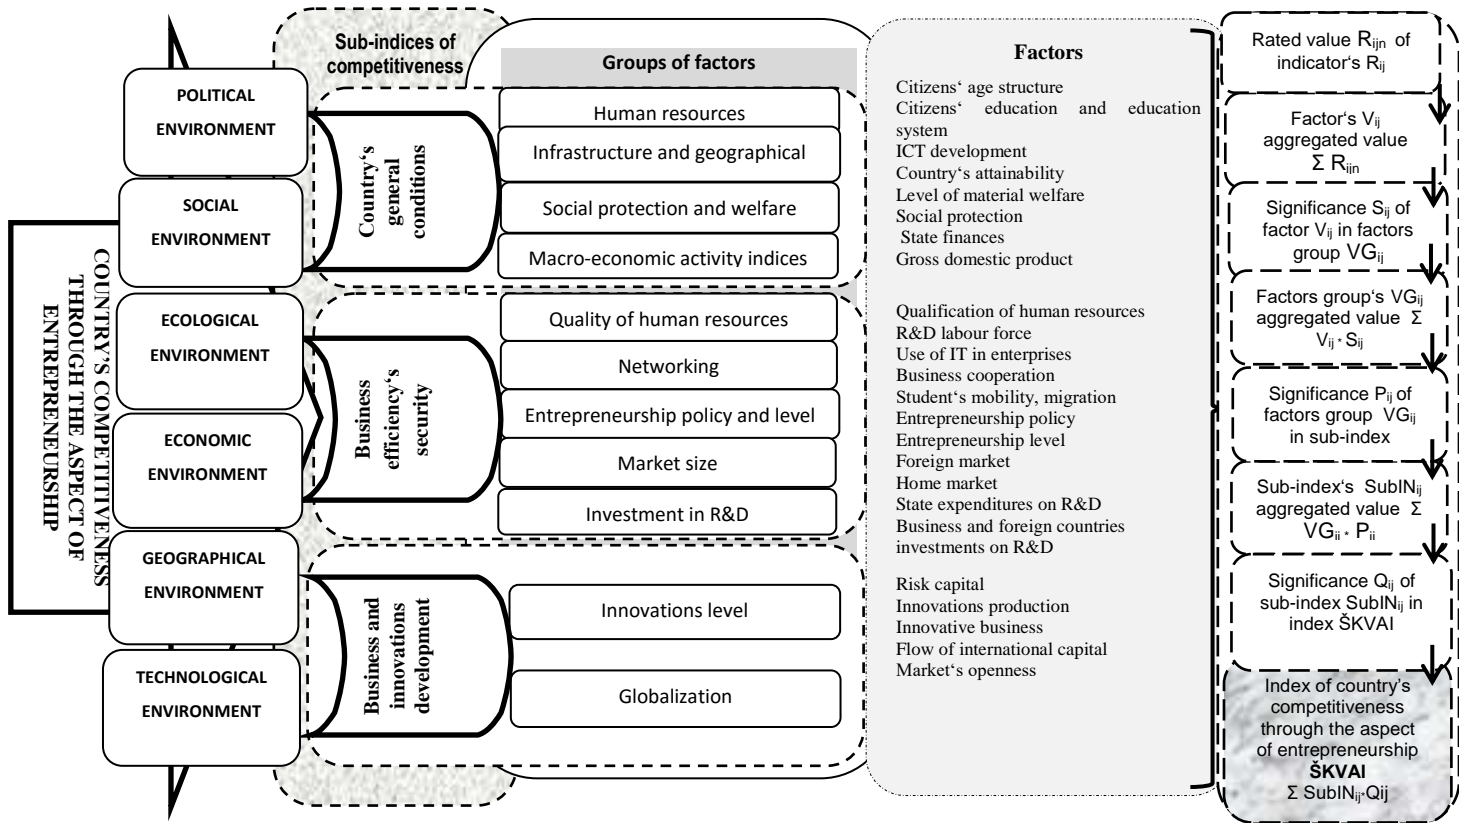 COUNTRY'S COMPETITIVENESS
THROUGH THE ASPECT OF
ENTREPRENEURSHIP
POLITICAL
ENVIRONMENT
SOCIAL
ENVIRONMENT
ECOLOGICAL
ENVIRONMENT
ECONOMIC
ENVIRONMENT
GEOGRAPHICAL
ENVIRONMENT
TECHNOLOGICAL
ENVIRONMENT
Sub-indices of
competitiveness
Country‘s
general
conditions
Business
efficiency's
security
Business and
innovations
development
Groups of factors
Human resources
Infrastructure and geographical
Social protection and welfare
Macro-economic activity indices
Quality of human resources
Networking
Entrepreneurship policy and level
Market size
Investment in R&D
Innovations level
Globalization
Factors
Citizens‘ age structure
Citizens‘ education and education
system
ICT development
Country‘s attainability
Level of material welfare
Social protection
State finances
Gross domestic product
Qualification of human resources
R&D labour force
Use of IT in enterprises
Business cooperation
Student‘s mobility, migration
Entrepreneurship policy
Entrepreneurship level
Foreign market
Home market
State expenditures on R&D
Business and foreign countries
investments on R&D
Risk capital
Innovations production
Innovative business
Flow of international capital
Market‘s openness
Rated value Rijn of
indicator's Rij
Factor's Vij
aggregated value
Σ Rijn
Significance Sij of
factor Vij in factors
group VGij
Factors group's VGij
aggregated value Σ
Vij * Sij
Significance Pij of
factors group VGij
in sub-index
Sub-index's SubINij
aggregated value Σ
VGij * Pij
Significance Qij of
sub-index SubINij in
index ŠKVAI
Index of country's
competitiveness
through the aspect
of entrepreneurship
ŠKVAI
Σ SubINij*Qij